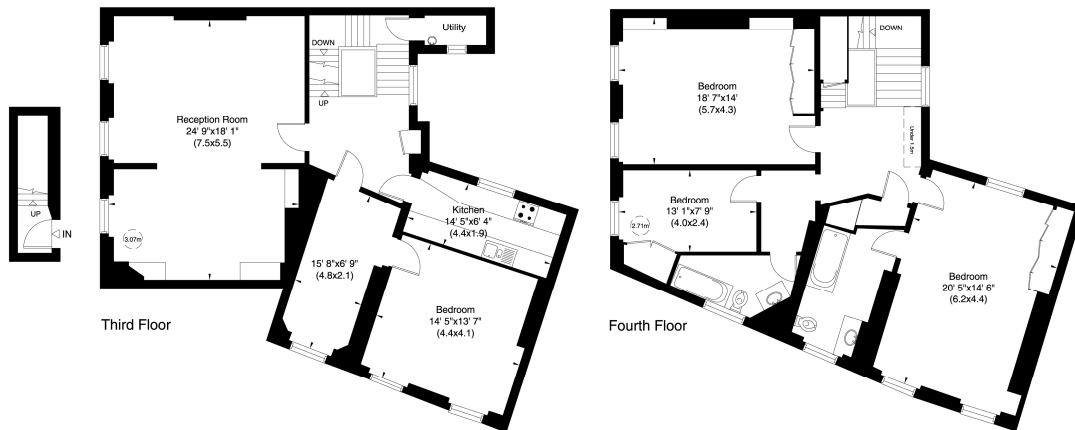 UP
IN
Reception Room
24' 9"x18' 1"
(7.5x5.5)
3.07m
DOWN
UP
Utility
Kitchen
14' 5"x6' 4"
(4.4x1.9)
15' 8"x6' 9"
(4.8x2.1)
Bedroom
14' 5"x13' 7"
(4.4x4.1)
Third Floor
Bedroom
18' 7"x14'
(5.7x4.3)
DOWN
Under 1.5m
Bedroom
13' 1"x7' 9"
(4.0x2.4)
2.71m
Bedroom
20' 5"x14' 6"
(6.2x4.4)
Fourth Floor